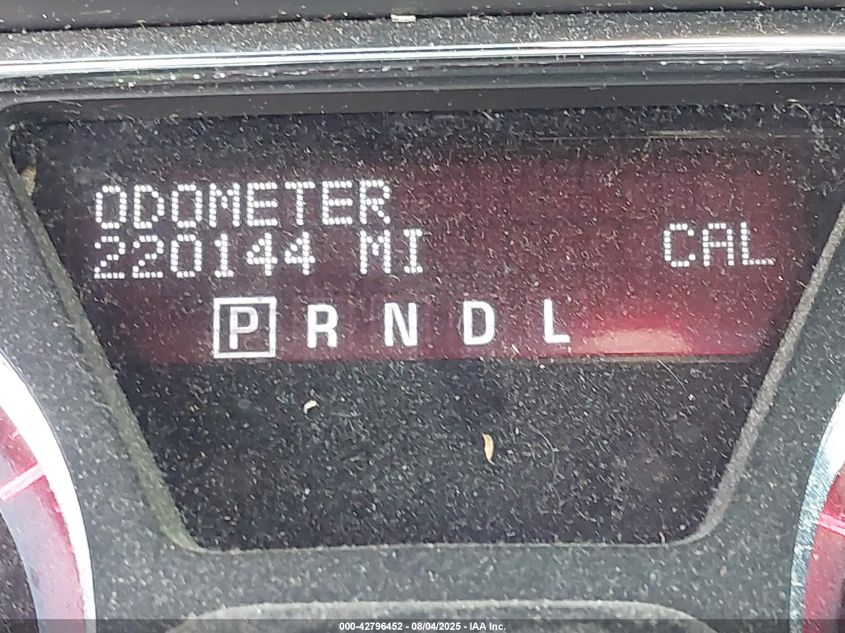 ODOMETER
220144 MI CAL
P R N D L
000-42796452 - 08/04/2025 - IAA Inc.